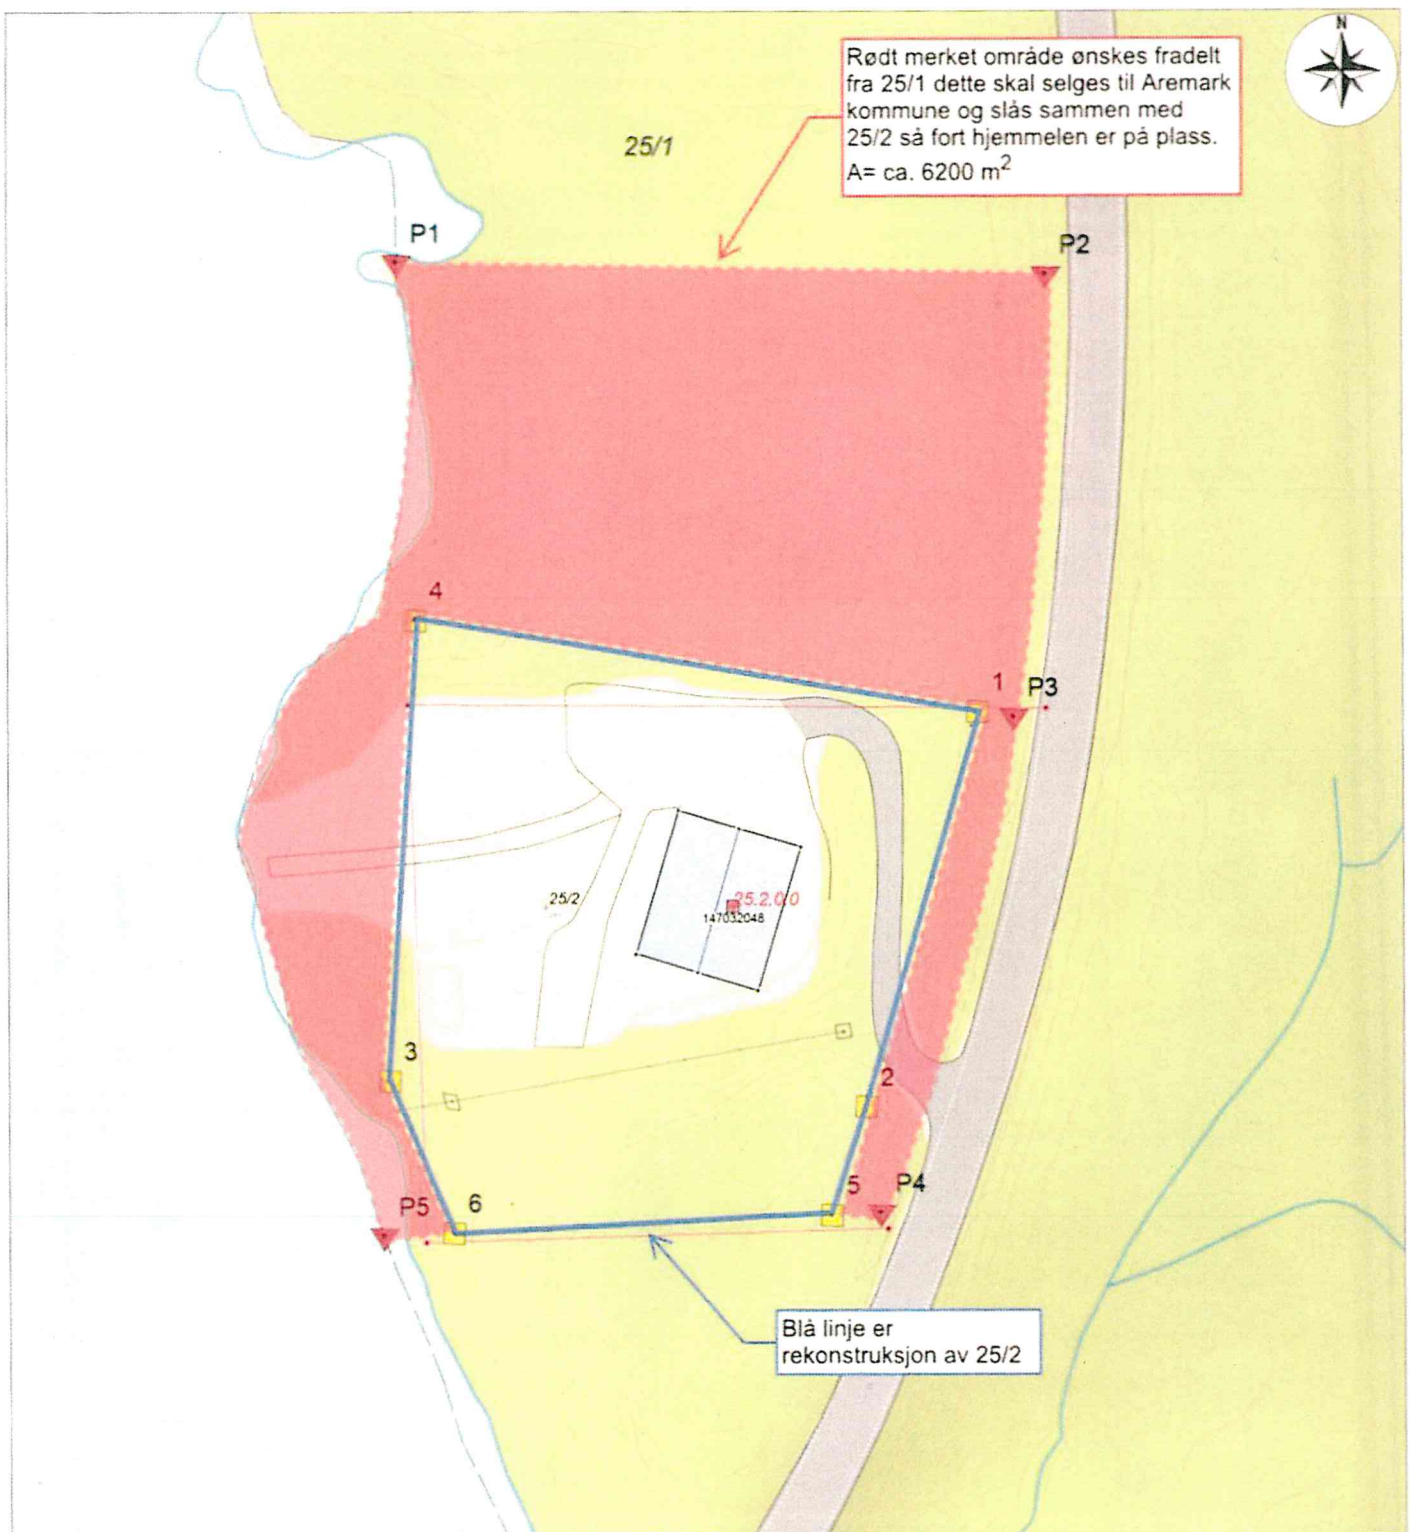 N
Rødt merket område ønskes fradelt
fra 25/1 dette skal selges til Aremark
kommune og slås sammen med
25/2 så fort hjemmelen er på plass.
A= ca. 6200 m²
25/1
P1
P2
4
1
P3
25/2
25.2.0.0
147032048
3
2
P5
6
5
P4
Blå linje er
rekonstruksjon av 25/2